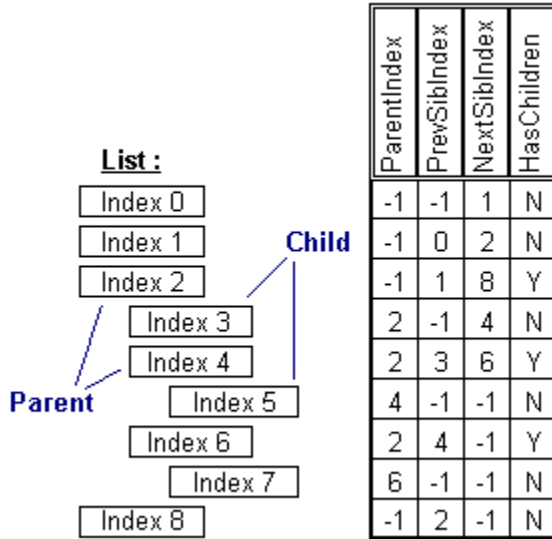 ParentIndex PrevSibIndex NextSibIndex HasChildren
List :
Index 0 -1 -1 1 N
Index 1 Child -1 0 2 N
Index 2 -1 1 8 Y
Index 3 2 -1 4 N
Index 4 2 3 6 Y
Parent Index 5 4 -1 -1 N
Index 6 2 4 -1 Y
Index 7 6 -1 -1 N
Index 8 -1 2 -1 N